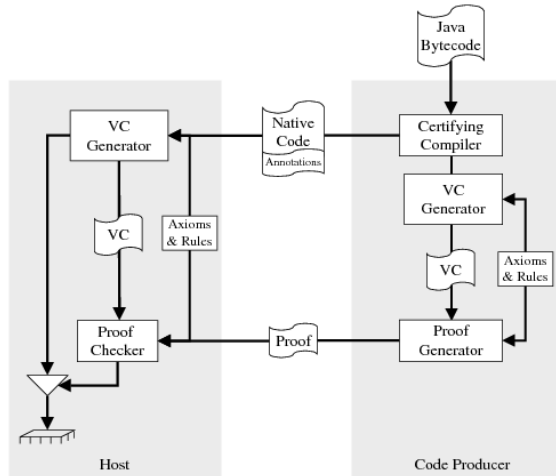 Java
Bytecode
VC
Generator
Native
Code
Annotations
Certifying
Compiler
VC
Generator
VC
Axioms
& Rules
VC
Axioms
& Rules
Proof
Checker
Proof
Proof
Generator
Host
Code Producer